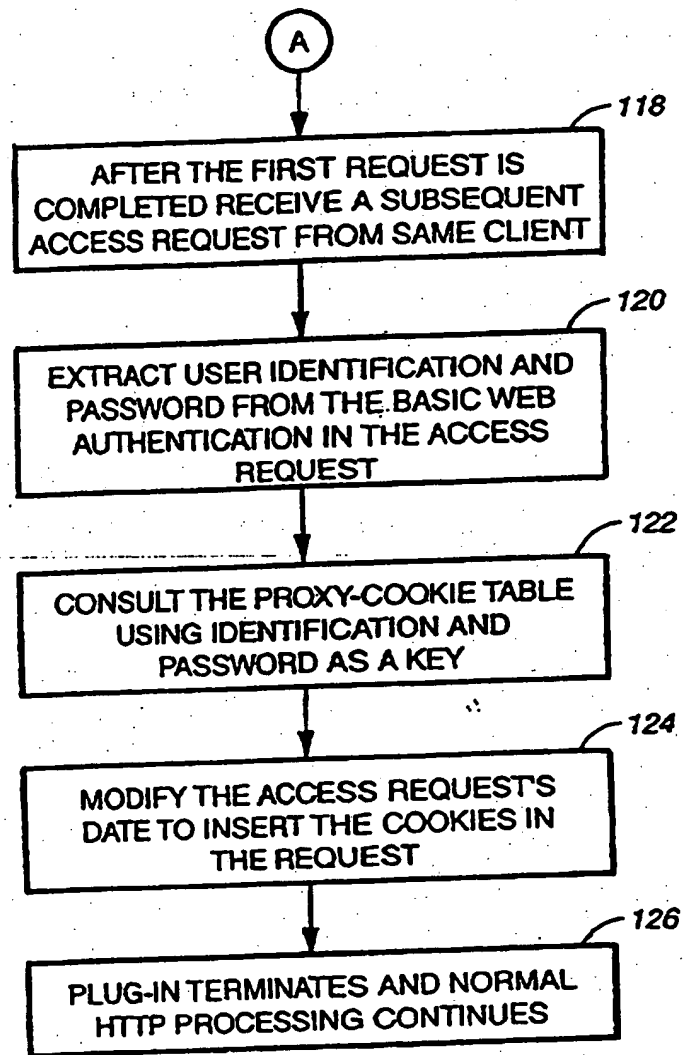 A
118
AFTER THE FIRST REQUEST IS
COMPLETED RECEIVE A SUBSEQUENT
ACCESS REQUEST FROM SAME CLIENT
120
EXTRACT USER IDENTIFICATION AND
PASSWORD FROM THE BASIC WEB
AUTHENTICATION IN THE ACCESS
REQUEST
122
CONSULT THE PROXY-COOKIE TABLE
USING IDENTIFICATION AND
PASSWORD AS A KEY
124
MODIFY THE ACCESS REQUEST'S
DATE TO INSERT THE COOKIES IN
THE REQUEST
126
PLUG-IN TERMINATES AND NORMAL
HTTP PROCESSING CONTINUES